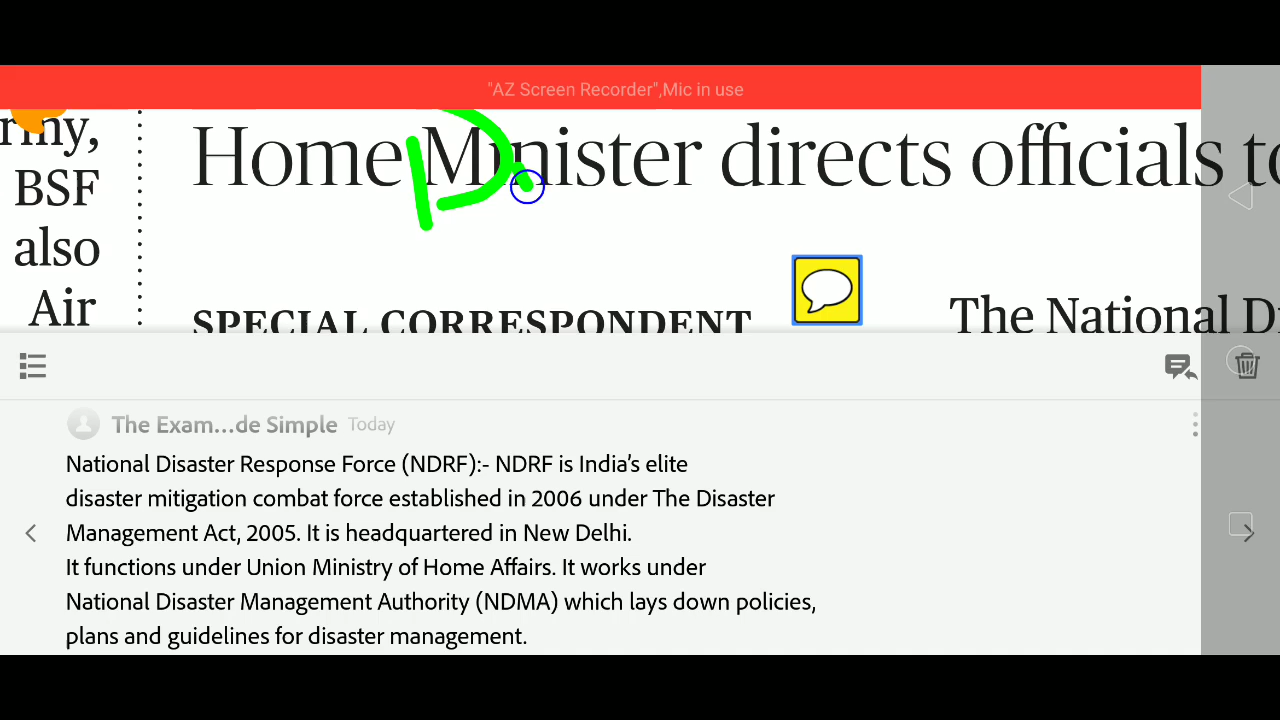 "AZ Screen Recorder",Mic in use
rmy,
BSF
also
Air
Home Minister directs officials to
SPECIAL CORRESPONDENT
The National Di
The Exam...de Simple Today
National Disaster Response Force (NDRF):- NDRF is India's elite
disaster mitigation combat force established in 2006 under The Disaster
Management Act, 2005. It is headquartered in New Delhi.
It functions under Union Ministry of Home Affairs. It works under
National Disaster Management Authority (NDMA) which lays down policies,
plans and guidelines for disaster management.